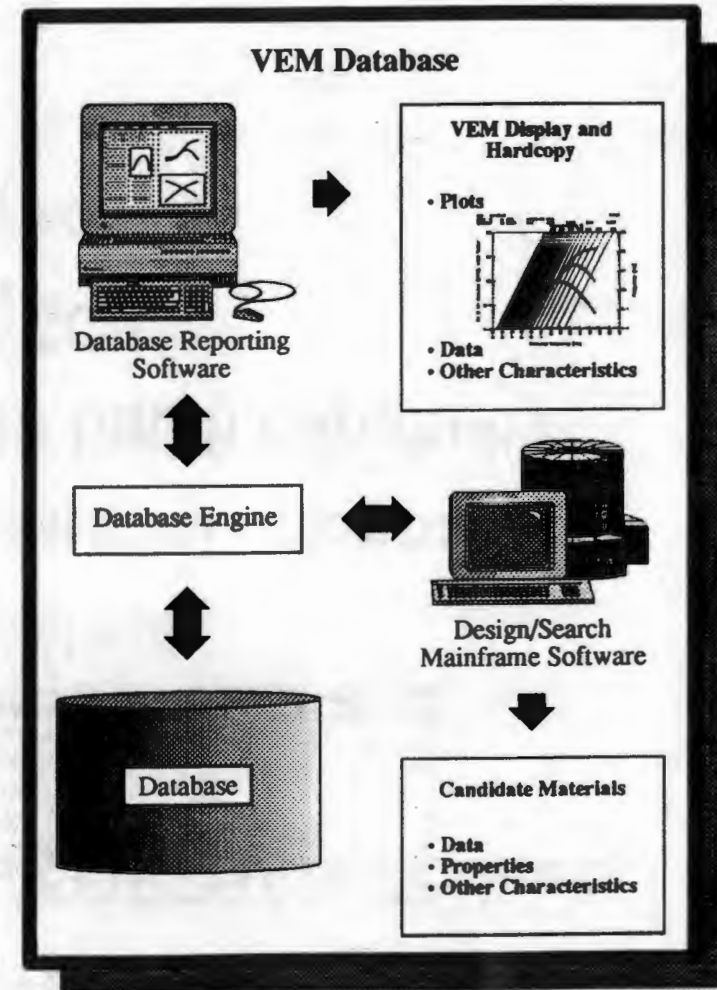 VEM Database
VEM Display and
Hardcopy
• Plots
• Data
• Other Characteristics
Database Reporting
Software
Database Engine
Design/Search
Mainframe Software
Database
Candidate Materials
• Data
• Properties
• Other Characteristics